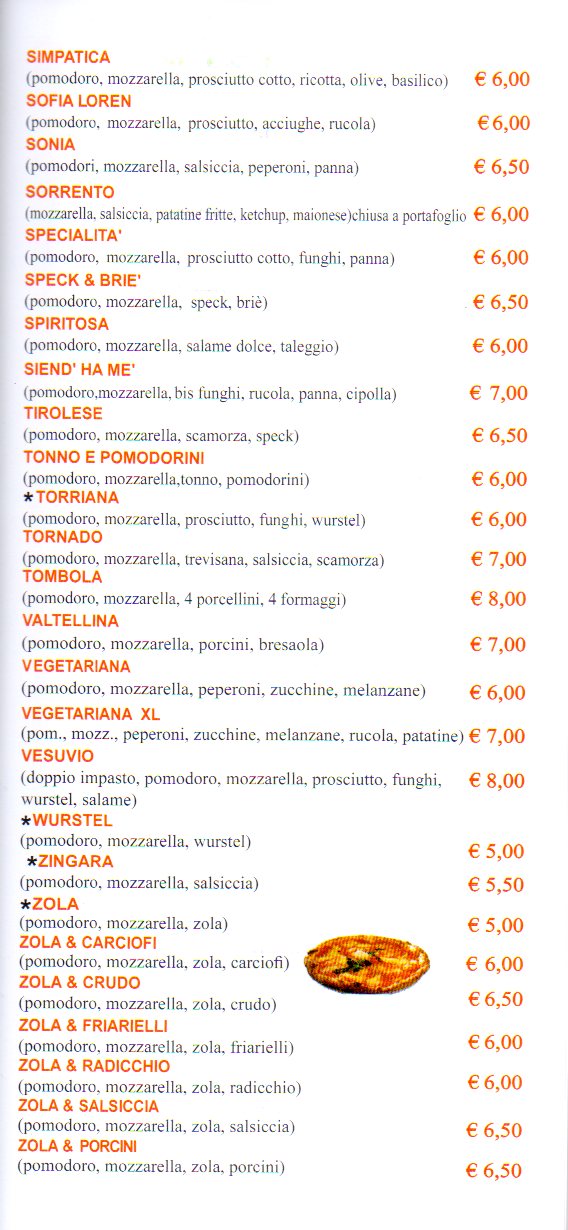 SIMPATICA
(pomodoro, mozzarella, prosciutto cotto, ricotta, olive, basilico) € 6,00
SOFIA LOREN
(pomodoro, mozzarella, prosciutto, acciughe, rucola) € 6,00
SONIA
(pomodori, mozzarella, salsiccia, peperoni, panna) € 6,50
SORRENTO
(mozzarella, salsiccia, patatine fritte, ketchup, maionese)chiusa a portafoglio € 6,00
SPECIALITA'
(pomodoro, mozzarella, prosciutto cotto, funghi, panna) € 6,00
SPECK & BRIE'
(pomodoro, mozzarella, speck, briè) € 6,50
SPIRITOSA
(pomodoro, mozzarella, salame dolce, taleggio) € 6,00
SIEND' HA ME'
(pomodoro,mozzarella, bis funghi, rucola, panna, cipolla) € 7,00
TIROLESE
(pomodoro, mozzarella, scamorza, speck) € 6,50
TONNO E POMODORINI
(pomodoro, mozzarella,tonno, pomodorini) € 6,00
*TORRIANA
(pomodoro, mozzarella, prosciutto, funghi, wurstel) € 6,00
TORNADO
(pomodoro, mozzarella, trevisana, salsiccia, scamorza) € 7,00
TOMBOLA
(pomodoro, mozzarella, 4 porcellini, 4 formaggi) € 8,00
VALTELLINA
(pomodoro, mozzarella, porcini, bresaola) € 7,00
VEGETARIANA
(pomodoro, mozzarella, peperoni, zucchine, melanzane) € 6,00
VEGETARIANA XL
(pom., mozz., peperoni, zucchine, melanzane, rucola, patatine) € 7,00
VESUVIO
(doppio impasto, pomodoro, mozzarella, prosciutto, funghi, € 8,00
wurstel, salame)
*WURSTEL
(pomodoro, mozzarella, wurstel) € 5,00
*ZINGARA
(pomodoro, mozzarella, salsiccia) € 5,50
*ZOLA
(pomodoro, mozzarella, zola) € 5,00
ZOLA & CARCIOFI
(pomodoro, mozzarella, zola, carciofi) € 6,00
ZOLA & CRUDO
(pomodoro, mozzarella, zola, crudo) € 6,50
ZOLA & FRIARIELLI
(pomodoro, mozzarella, zola, friarielli) € 6,00
ZOLA & RADICCHIO
(pomodoro, mozzarella, zola, radicchio) € 6,00
ZOLA & SALSICCIA
(pomodoro, mozzarella, zola, salsiccia) € 6,50
ZOLA & PORCINI
(pomodoro, mozzarella, zola, porcini) € 6,50